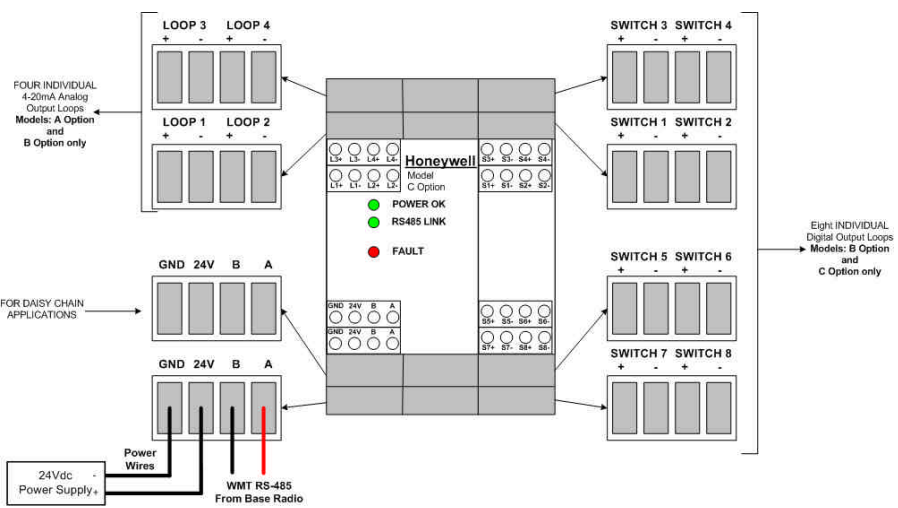 LOOP 3 LOOP 4
+ - + -
FOUR INDIVIDUAL
4-20mA Analog
Output Loops
Models: A Option
and
B Option only
LOOP 1 LOOP 2
+ - + -
SWITCH 3 SWITCH 4
+ - + -
SWITCH 1 SWITCH 2
+ - + -
L3+ L3- L4+ L4-
L1+ L1- L2+ L2-
Honeywell
Model
C Option
S3+ S3- S4+ S4-
S1+ S1- S2+ S2-
POWER OK
RS485 LINK
FAULT
Eight INDIVIDUAL
Digital Output Loops
Models: B Option
and
C Option only
GND 24V B A
FOR DAISY CHAIN
APPLICATIONS
GND 24V B A
GND 24V B A
S5+ S5- S6+ S6-
S7+ S7- S8+ S8-
SWITCH 5 SWITCH 6
+ - + -
SWITCH 7 SWITCH 8
+ - + -
GND 24V B A
Power
Wires
24Vdc -
Power Supply+
WMT RS-485
From Base Radio